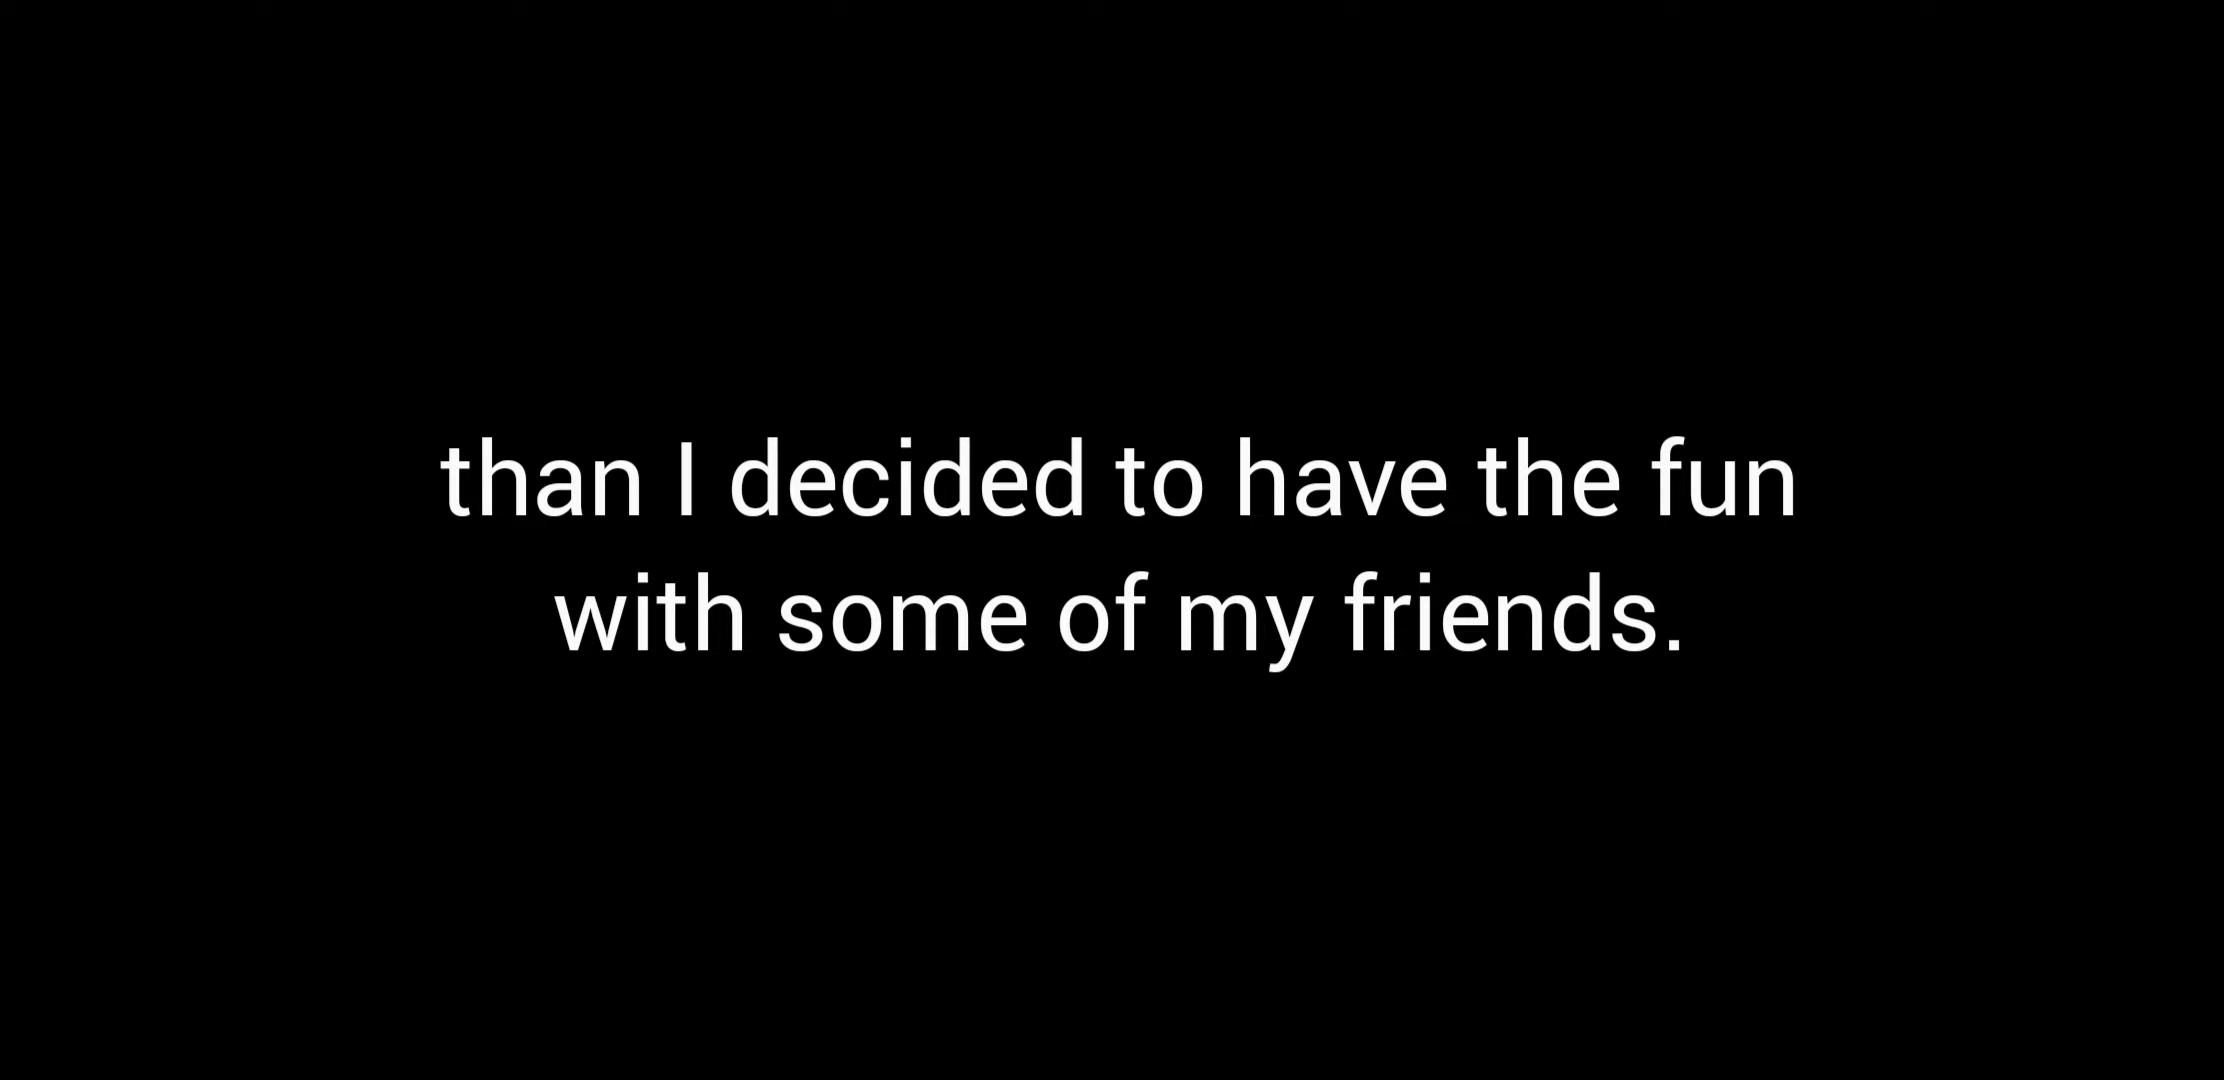 than I decided to have the fun
with some of my friends.